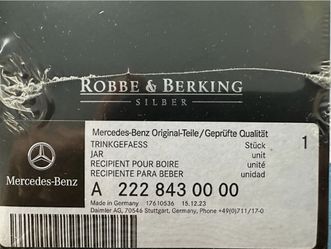 ROBBE & BERKING
SILBER
Mercedes-Benz Original-Teile/Geprüfte Qualität
TRINKGEFAESS Stück 1
JAR unit
RECIPIENT POUR BOIRE unité
RECIPIENTE PARA BEBER unidad
Mercedes-Benz
A 222 843 00 00
Made in Germany 17610536 15.12.23
Daimler AG, 70546 Stuttgart, Germany, Phone +49(0)711/17-0